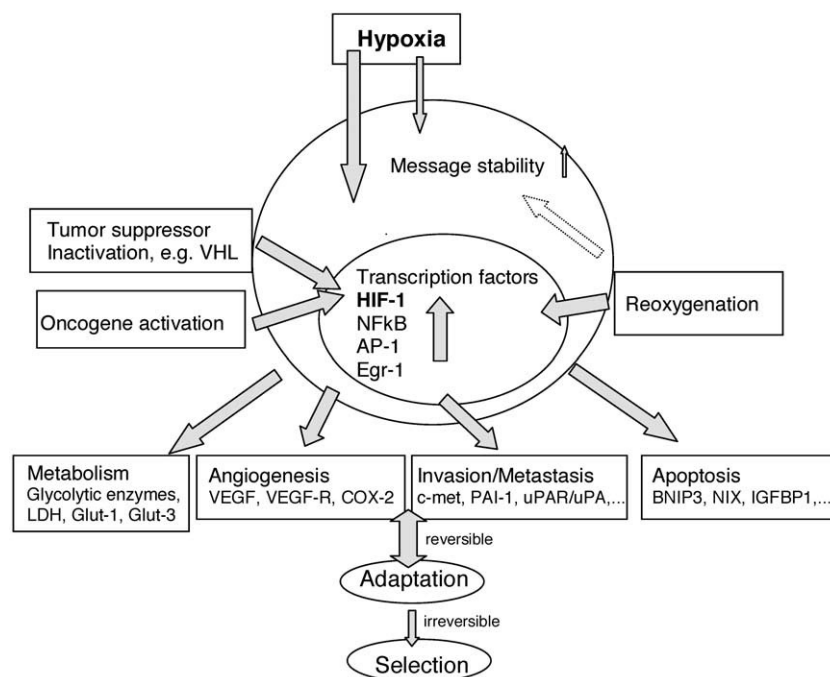 Hypoxia
Message stability
Tumor suppressor
Inactivation, e.g. VHL
Oncogene activation
Transcription factors
HIF-1
NFkB
AP-1
Egr-1
Reoxygenation
Metabolism
Glycolytic enzymes,
LDH, Glut-1, Glut-3
Angiogenesis
VEGF, VEGF-R, COX-2
Invasion/Metastasis
c-met, PAI-1, uPAR/uPA,...
Apoptosis
BNIP3, NIX, IGFBP1,...
reversible
Adaptation
irreversible
Selection